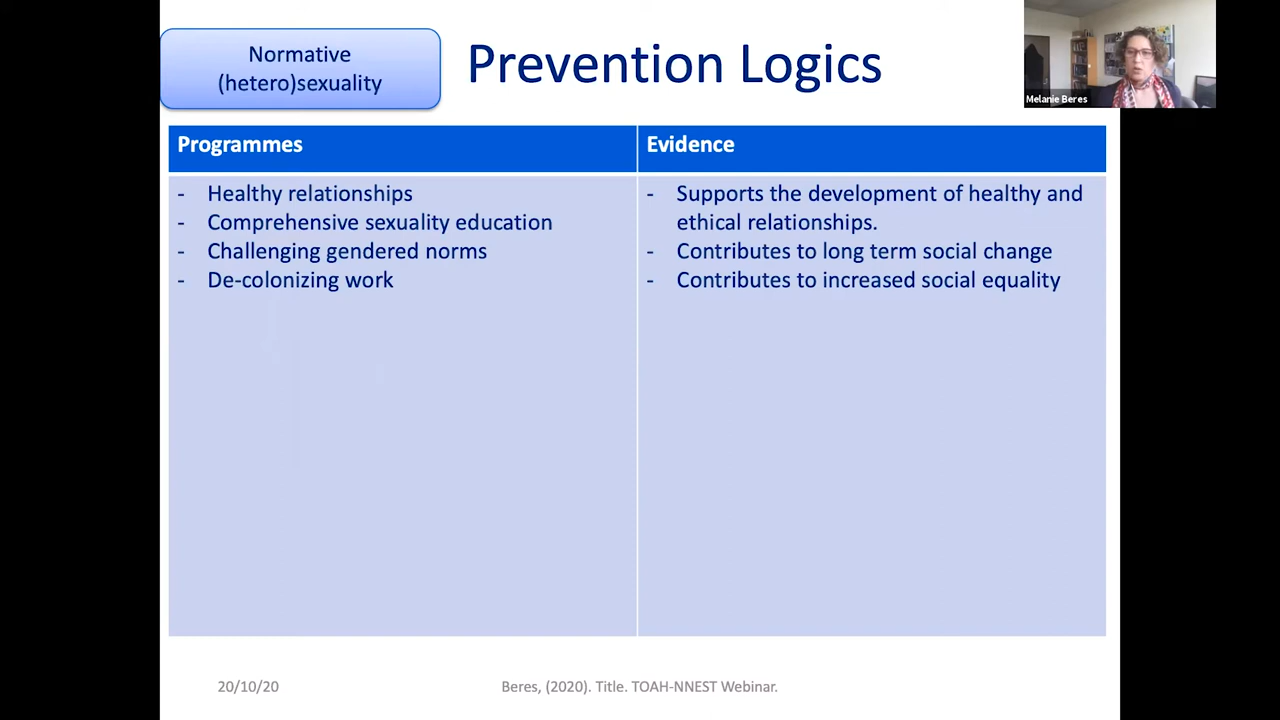 Normative
(hetero)sexuality
Prevention Logics
Melanie Beres
Programmes
Evidence
- Healthy relationships
- Comprehensive sexuality education
- Challenging gendered norms
- De-colonizing work
- Supports the development of healthy and
ethical relationships.
- Contributes to long term social change
- Contributes to increased social equality
20/10/20
Beres, (2020). Title. TOAH-NNEST Webinar.